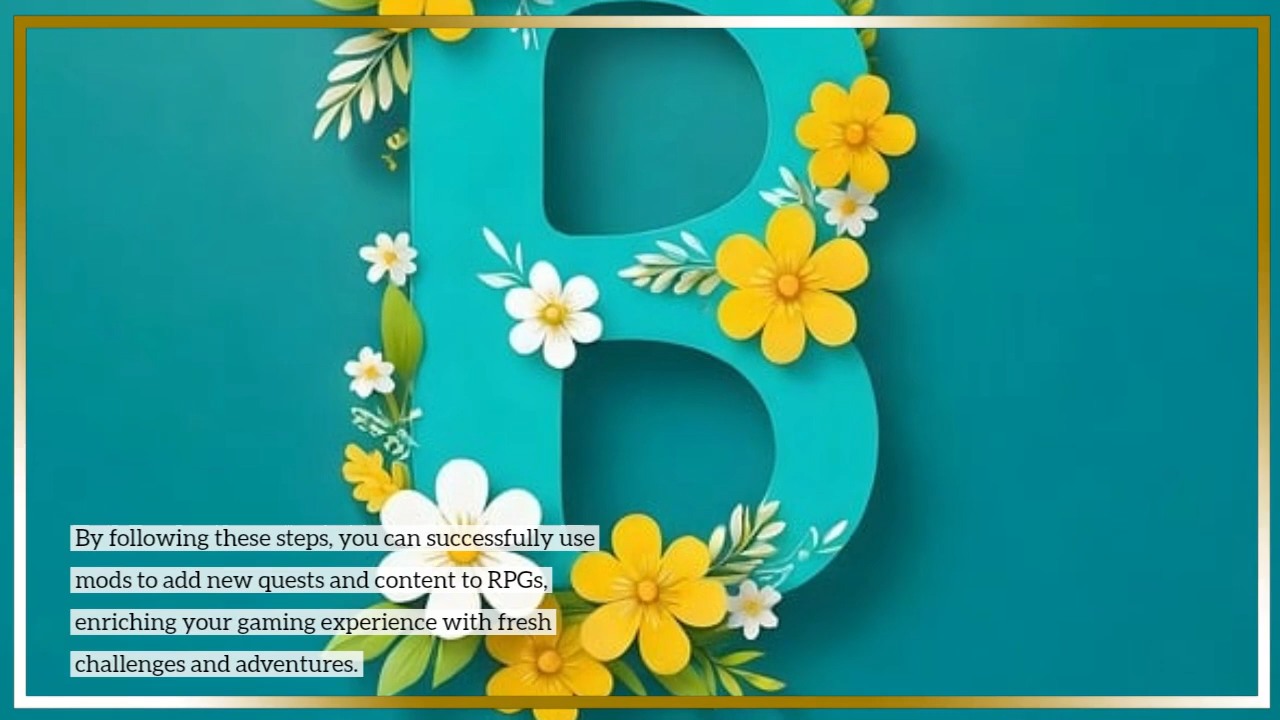 B
By following these steps, you can successfully use
mods to add new quests and content to RPGs,
enriching your gaming experience with fresh
challenges and adventures.